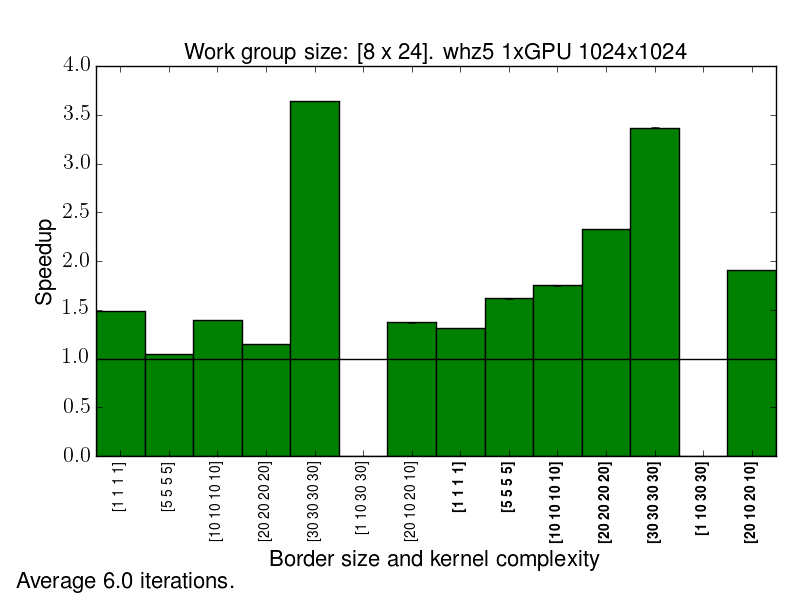 Work group size: [8 x 24]. whz5 1xGPU 1024x1024
4.0
3.5
3.0
2.5
2.0
1.5
1.0
0.5
0.0
Speedup
[1 1 1 1]
[5 5 5 5]
[10 10 10 10]
[20 20 20 20]
[30 30 30 30]
[1 10 30 30]
[20 10 20 10]
[1 1 1 1]
[5 5 5 5]
[10 10 10 10]
[20 20 20 20]
[30 30 30 30]
[1 10 30 30]
[20 10 20 10]
Border size and kernel complexity
Average 6.0 iterations.